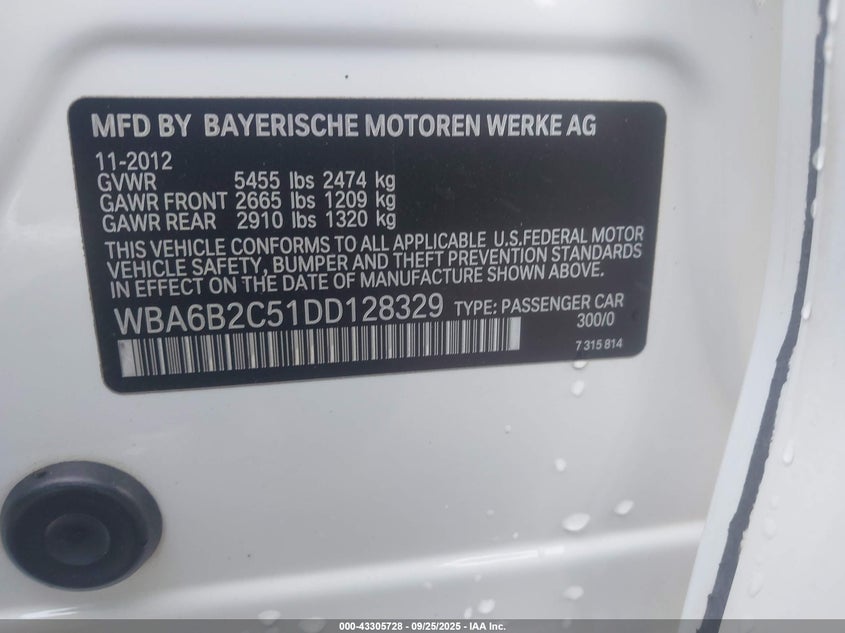 MFD BY BAYERISCHE MOTOREN WERKE AG
11-2012
GVWR 5455 lbs 2474 kg
GAWR FRONT 2665 lbs 1209 kg
GAWR REAR 2910 lbs 1320 kg
THIS VEHICLE CONFORMS TO ALL APPLICABLE U.S.FEDERAL MOTOR
VEHICLE SAFETY, BUMPER AND THEFT PREVENTION STANDARDS
IN EFFECT ON THE DATE OF MANUFACTURE SHOWN ABOVE.
WBA6B2C51DD128329 TYPE: PASSENGER CAR
300/0
7 315 814
000-43305728 - 09/25/2025 - IAA Inc.